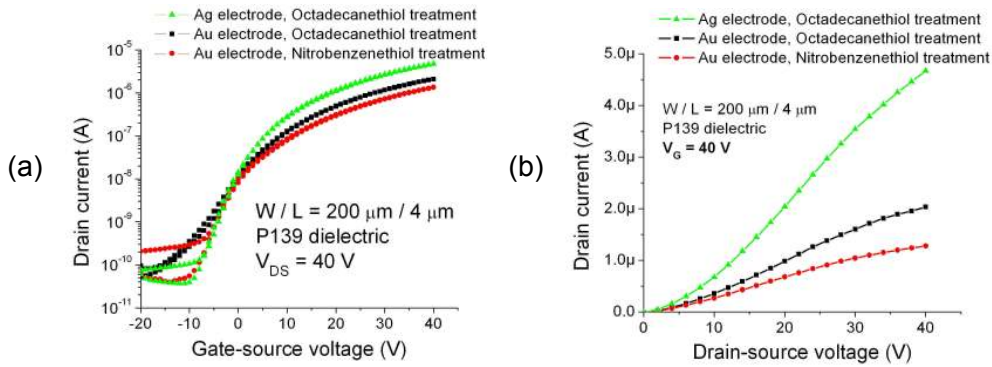 (a)
Ag electrode, Octadecanethiol treatment
Au electrode, Octadecanethiol treatment
Au electrode, Nitrobenzenethiol treatment
Drain current (A)
10⁻⁵
10⁻⁶
10⁻⁷
10⁻⁸
10⁻⁹
10⁻¹⁰
10⁻¹¹
W / L = 200 μm / 4 μm
P139 dielectric
V_DS = 40 V
-20 -10 0 10 20 30 40
Gate-source voltage (V)
(b)
Ag electrode, Octadecanethiol treatment
Au electrode, Octadecanethiol treatment
Au electrode, Nitrobenzenethiol treatment
Drain current (A)
5.0μ
4.0μ
3.0μ
2.0μ
1.0μ
0.0
W / L = 200 μm / 4 μm
P139 dielectric
V_G = 40 V
0 10 20 30 40
Drain-source voltage (V)